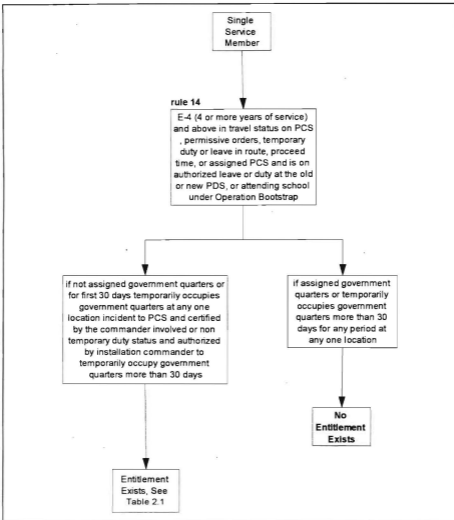 Single
Service
Member
rule 14
E-4 (4 or more years of service)
and above in travel status on PCS
, permissive orders, temporary
duty or leave in route, proceed
time, or assigned PCS and is on
authorized leave or duty at the old
or new PDS, or attending school
under Operation Bootstrap
if not assigned government quarters or
for first 30 days temporarily occupies
government quarters at any one
location incident to PCS and certified
by the commander involved or non
temporary duty status and authorized
by installation commander to
temporarily occupy government
quarters more than 30 days
if assigned government
quarters or temporarily
occupies government
quarters more than 30
days for any period at
any one location
No
Entitlement
Exists
Entitlement
Exists, See
Table 2.1